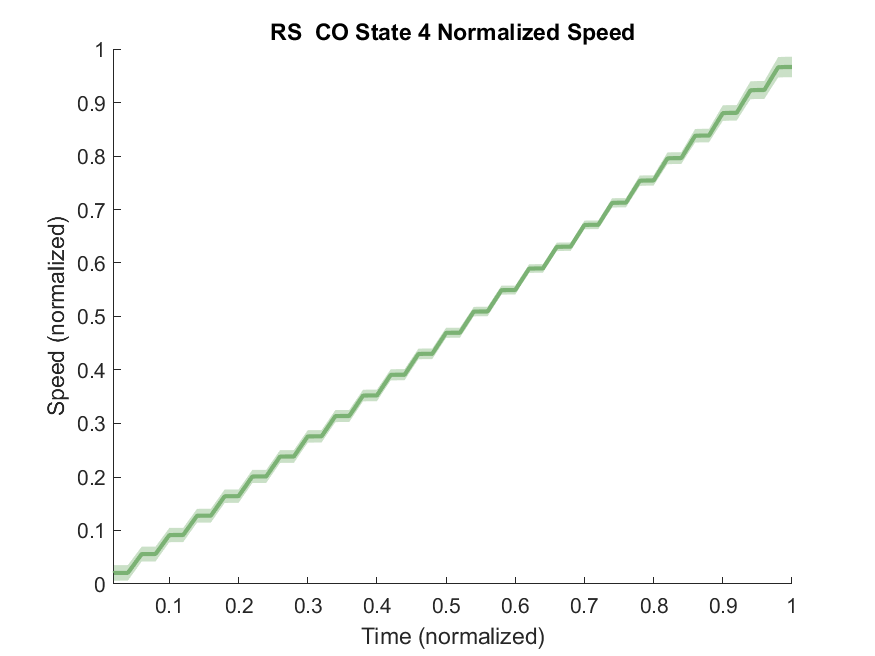 RS  CO State 4 Normalized Speed
1
0.9
0.8
0.7
0.6
0.5
0.4
0.3
0.2
0.1
0
Speed (normalized)
0.1 0.2 0.3 0.4 0.5 0.6 0.7 0.8 0.9 1
Time (normalized)